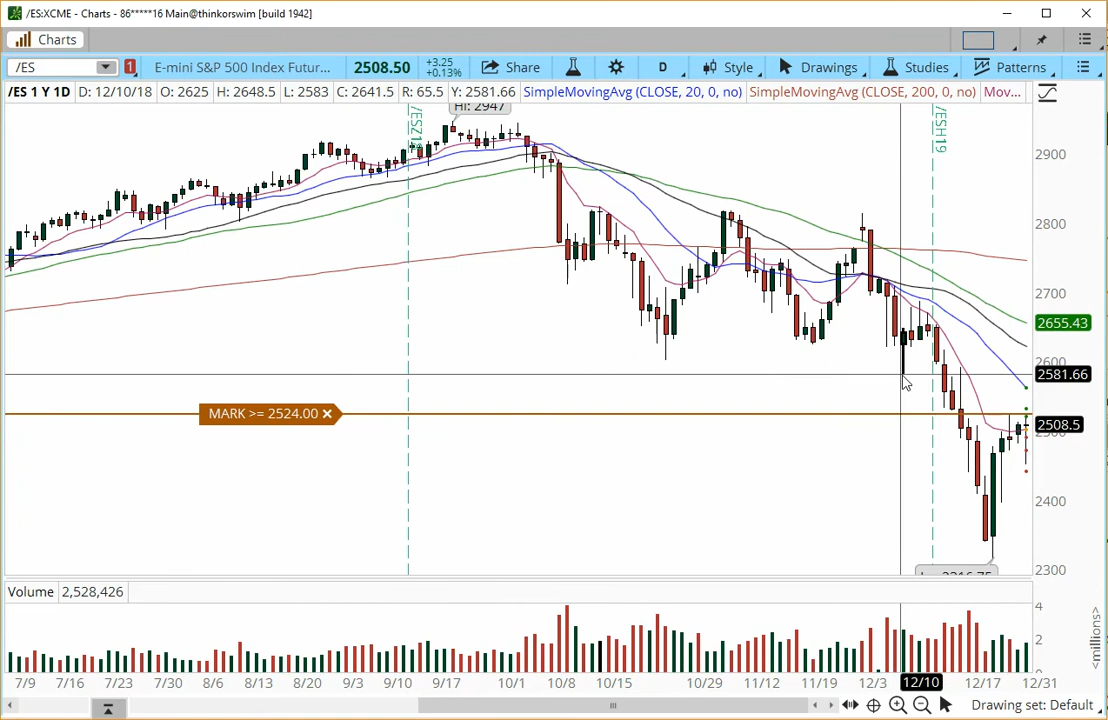 /ES:XCME - Charts - 86*****16 Main@thinkorswim [build 1942]
Charts
/ES 1 E-mini S&P 500 Index Futur... 2508.50 +3.25 +0.13% Share D Style Drawings Studies Patterns
/ES 1 Y 1D D: 12/10/18 O: 2625 H: 2648.5 L: 2583 C: 2641.5 R: 65.5 Y: 2581.66 SimpleMovingAvg (CLOSE, 20, 0, no) SimpleMovingAvg (CLOSE, 200, 0, no) Mov...
Hi: 2947
/ESH19
2900
2800
2700
2655.43
2600
2581.66
MARK >= 2524.00
2508.5
2500
2400
2300
Volume 2,528,426
4
2
0
<millions>
7/9 7/16 7/23 7/30 8/6 8/13 8/20 9/3 9/10 9/17 10/1 10/8 10/15 10/29 11/12 11/19 12/3 12/10 12/17 12/31
Drawing set: Default